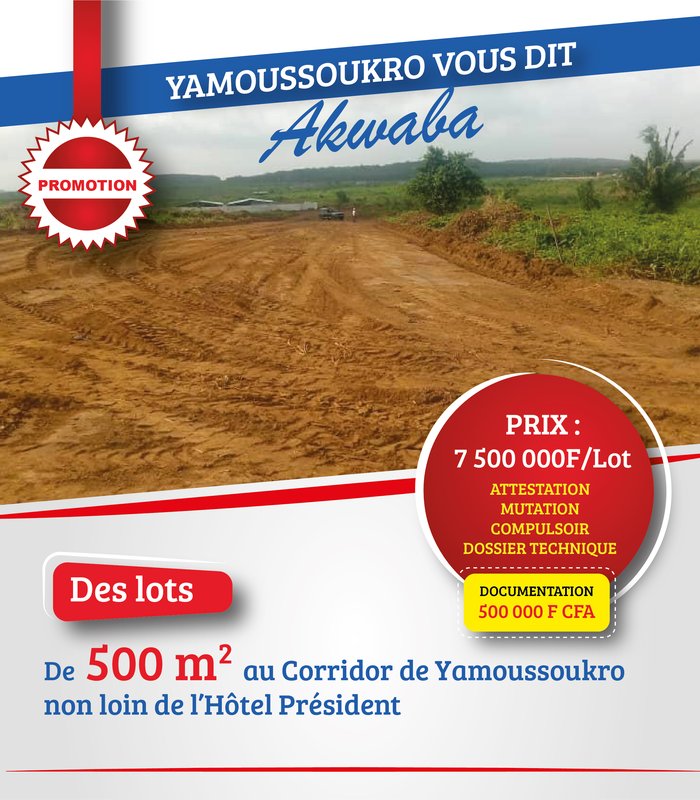 YAMOUSSOUKRO VOUS DIT
Akwaba
PROMOTION
PRIX :
7 500 000F/Lot
ATTESTATION
MUTATION
COMPULSOIR
DOSSIER TECHNIQUE
DOCUMENTATION
500 000 F CFA
Des lots
De 500 m² au Corridor de Yamoussoukro
non loin de l'Hôtel Président